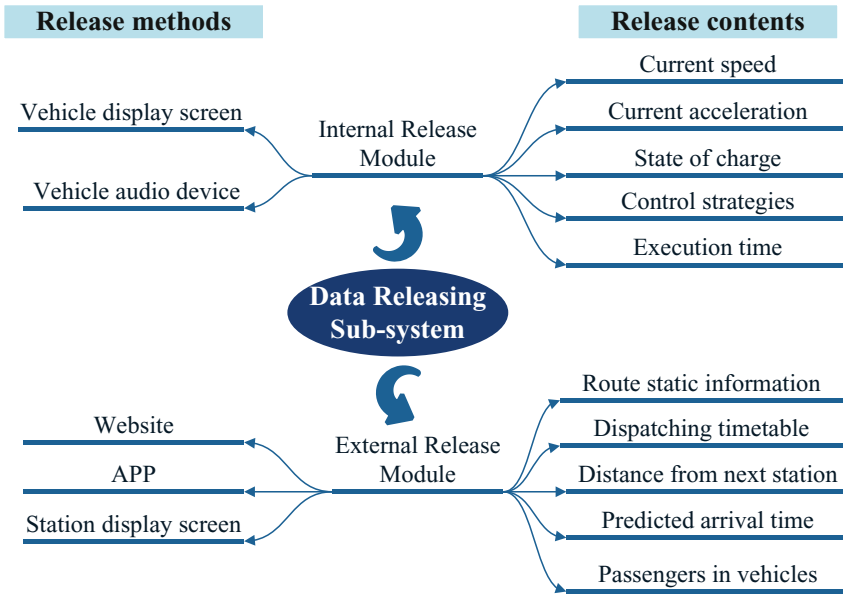 Release methods
Release contents
Vehicle display screen
Vehicle audio device
Internal Release
Module
Current speed
Current acceleration
State of charge
Control strategies
Execution time
Data Releasing
Sub-system
Website
APP
Station display screen
External Release
Module
Route static information
Dispatching timetable
Distance from next station
Predicted arrival time
Passengers in vehicles